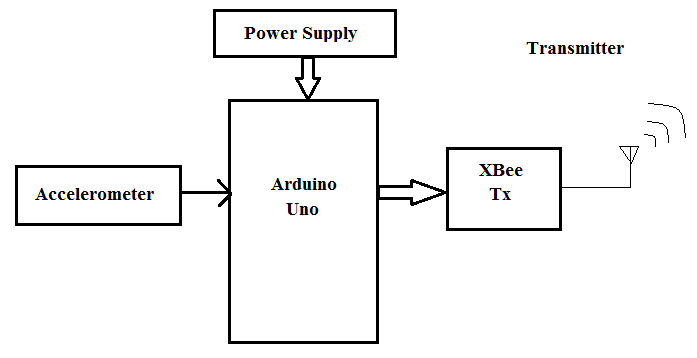 Power Supply
Transmitter
Accelerometer
Arduino
Uno
XBee
Tx